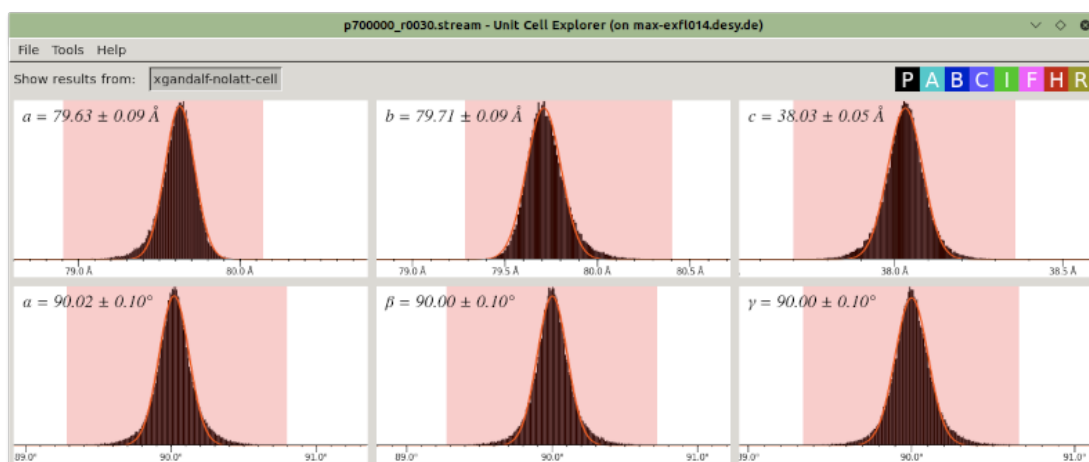 p700000_r0030.stream - Unit Cell Explorer (on max-exfl014.desy.de)
File Tools Help
Show results from: xgandalf-nolatt-cell P A B C I F H R
a = 79.63 ± 0.09 Å b = 79.71 ± 0.09 Å c = 38.03 ± 0.05 Å
79.0 Å 80.0 Å 79.0 Å 79.5 Å 80.0 Å 80.5 Å 38.0 Å 38.5 Å
α = 90.02 ± 0.10° β = 90.00 ± 0.10° γ = 90.00 ± 0.10°
89.0° 90.0° 91.0° 89.0° 90.0° 91.0° 89.0° 90.0° 91.0°